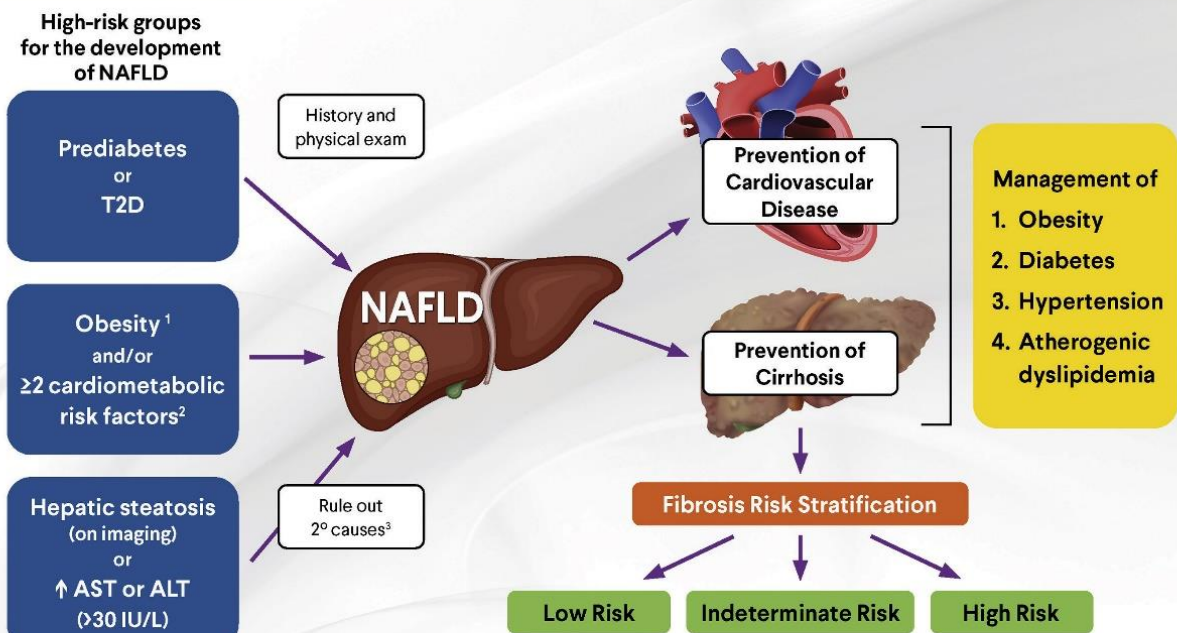 High-risk groups
for the development
of NAFLD
Prediabetes
or
T2D
Obesity ¹
and/or
≥2 cardiometabolic
risk factors²
Hepatic steatosis
(on imaging)
or
↑ AST or ALT
(>30 IU/L)
History and
physical exam
Rule out
2º causes³
NAFLD
Prevention of
Cardiovascular
Disease
Prevention of
Cirrhosis
Management of
1. Obesity
2. Diabetes
3. Hypertension
4. Atherogenic
dyslipidemia
Fibrosis Risk Stratification
Low Risk
Indeterminate Risk
High Risk